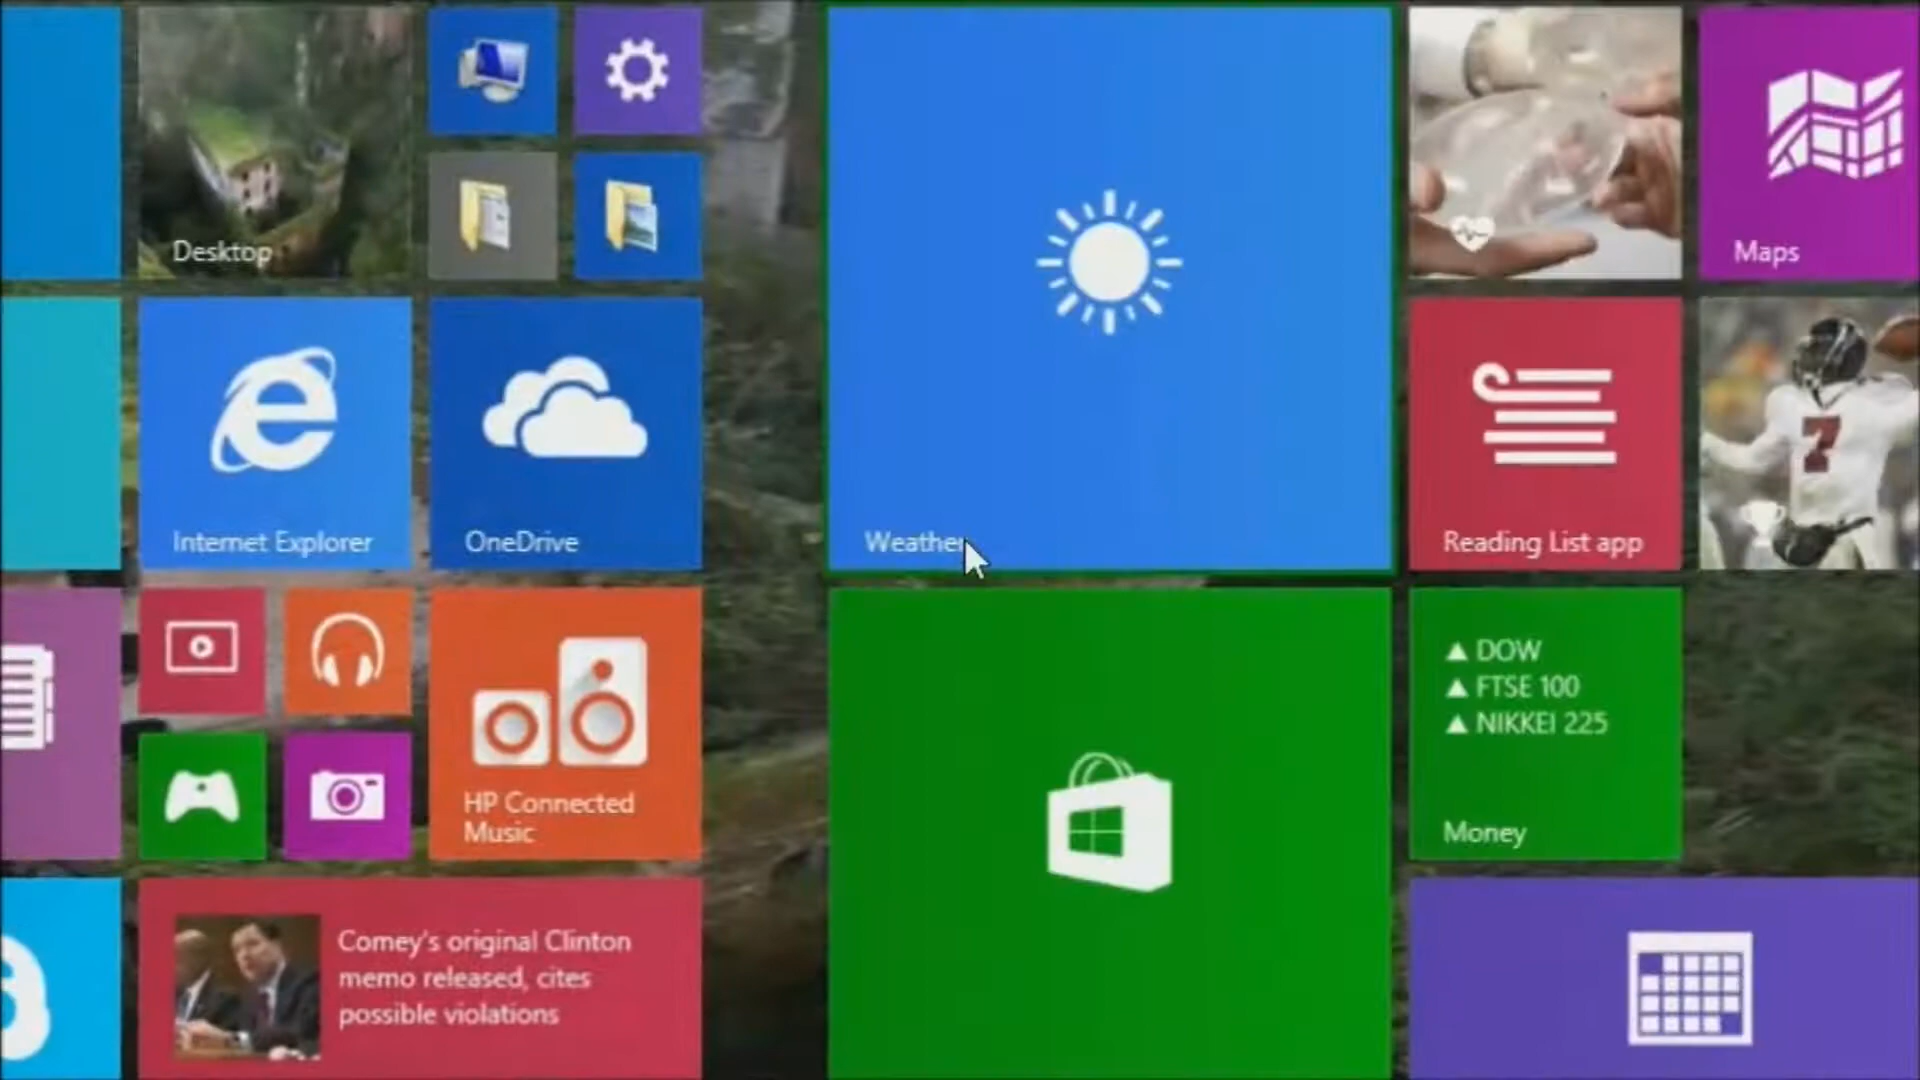 Desktop
Maps
Internet Explorer
OneDrive
Weather
Reading List app
7
HP Connected
Music
▲ DOW
▲ FTSE 100
▲ NIKKEI 225
Money
Comey's original Clinton
memo released, cites
possible violations